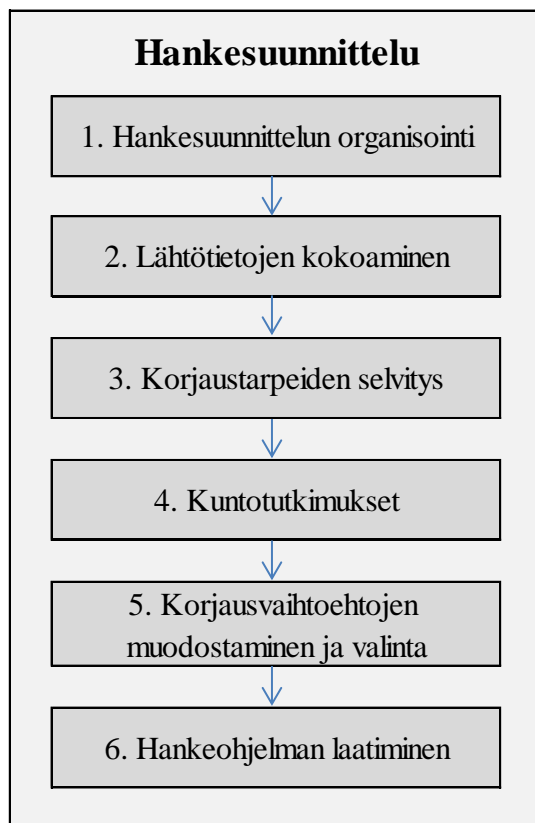 Hankesuunnittelu
1. Hankesuunnittelun organisointi
2. Lähtötietojen kokoaminen
3. Korjaustarpeiden selvitys
4. Kuntotutkimukset
5. Korjausvaihtoehtojen
muodostaminen ja valinta
6. Hankeohjelman laatiminen